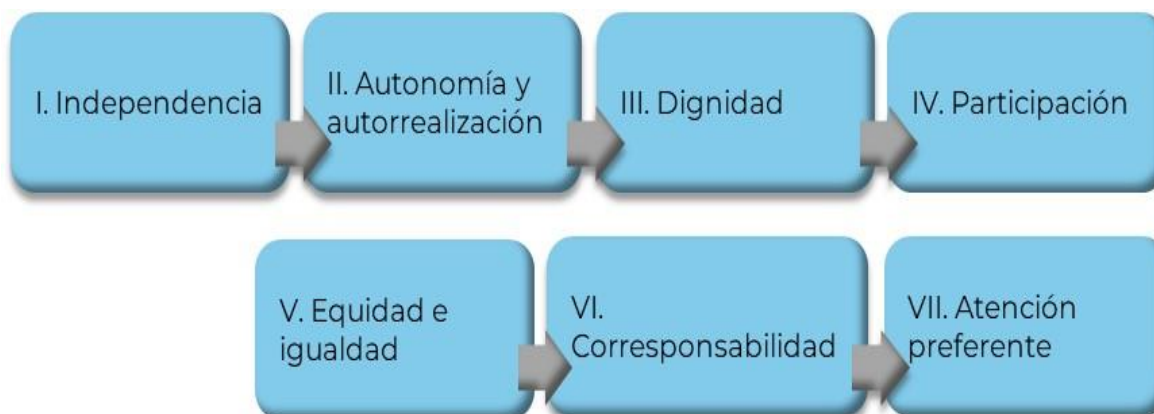 I. Independencia
II. Autonomía y
autorrealización
III. Dignidad
IV. Participación
V. Equidad e
igualdad
VI.
Corresponsabilidad
VII. Atención
preferente